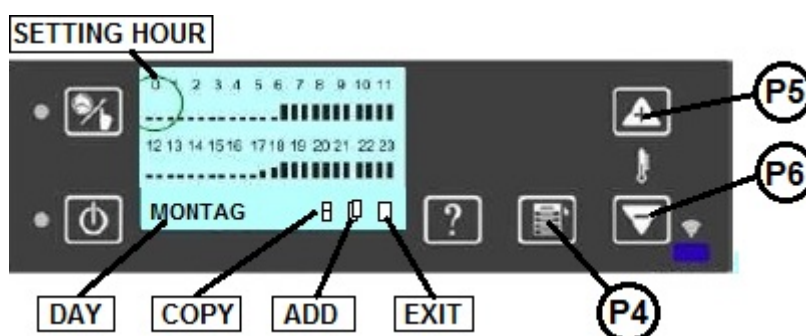 SETTING HOUR
0 1 2 3 4 5 6 7 8 9 10 11
12 13 14 15 16 17 18 19 20 21 22 23
MONTAG
?
P5
P6
P4
DAY
COPY
ADD
EXIT